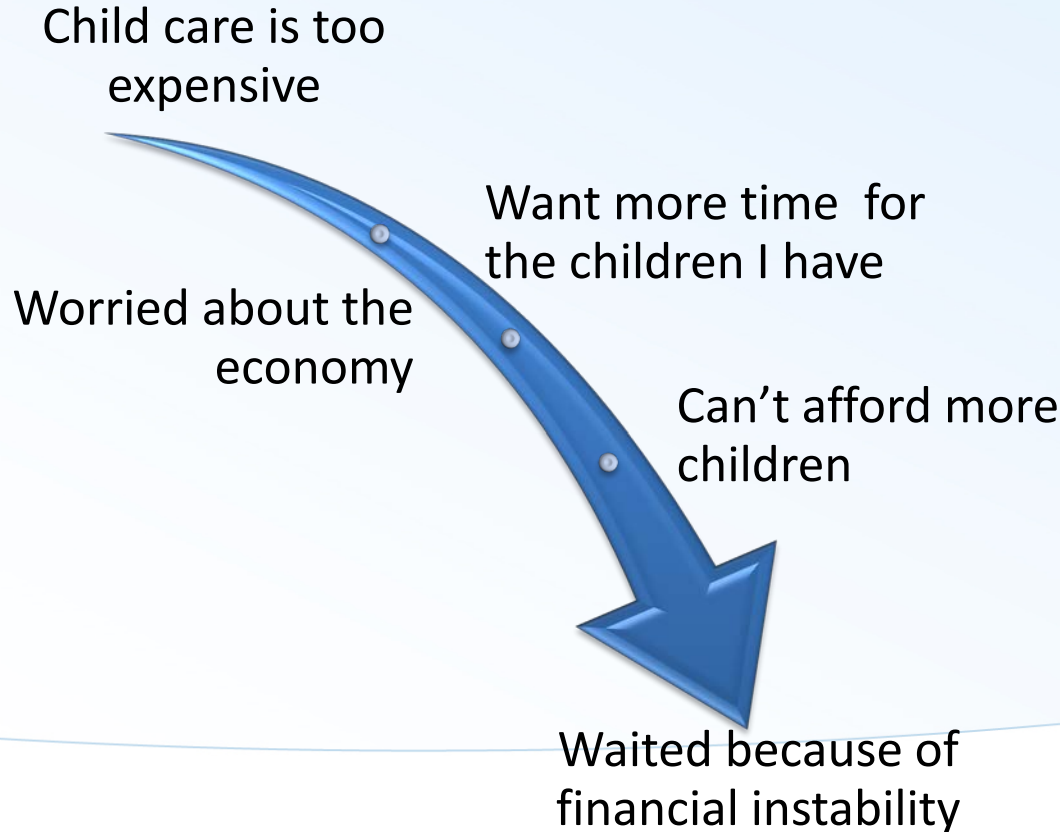 Child care is too
expensive
Want more time  for
the children I have
Worried about the
economy
Can’t afford more
children
Waited because of
financial instability